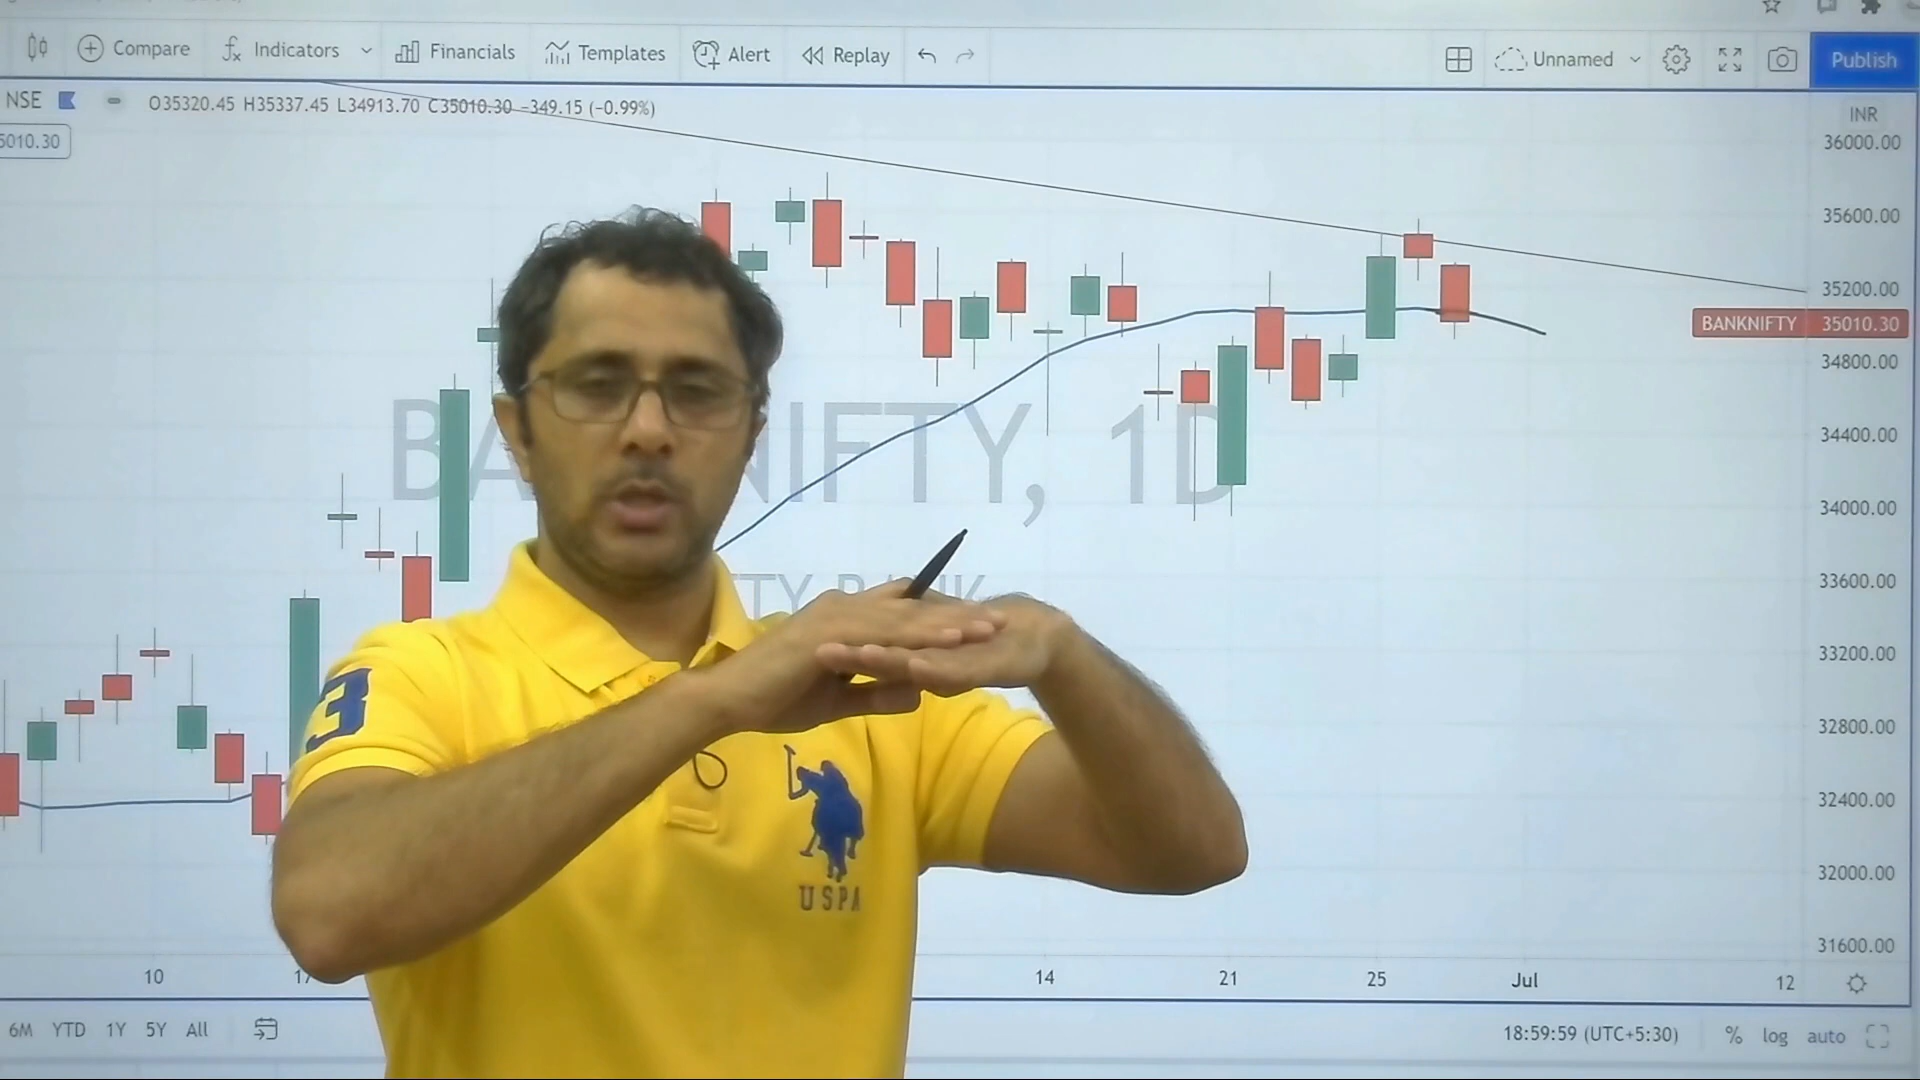 Compare Indicators Financials Templates Alert Replay Unnamed Publish
NSE O35320.45 H35337.45 L34913.70 C35010.30 −349.15 (−0.99%) INR
5010.30
36000.00
35600.00
35200.00
BANKNIFTY 35010.30
34800.00
34400.00
34000.00
33600.00
33200.00
32800.00
32400.00
32000.00
31600.00
1D
3
USPA
10 17 14 21 25 Jul 12
6M YTD 1Y 5Y All 18:59:59 (UTC+5:30) % log auto